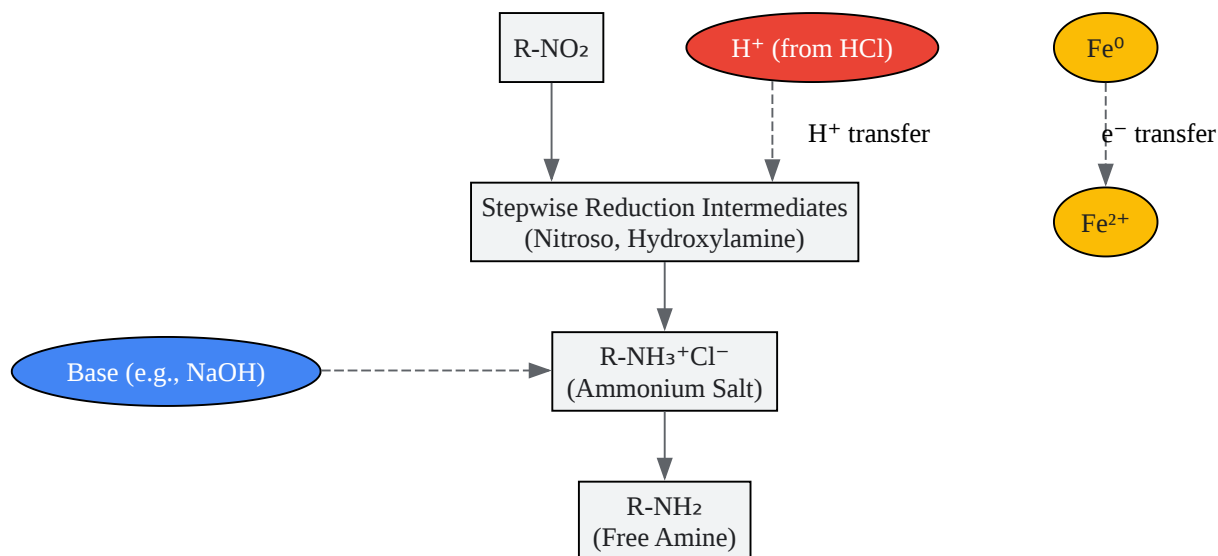 R-NO₂
H⁺ (from HCl)
Fe⁰
H⁺ transfer
e⁻ transfer
Stepwise Reduction Intermediates
(Nitroso, Hydroxylamine)
Fe²⁺
Base (e.g., NaOH)
R-NH₃⁺Cl⁻
(Ammonium Salt)
R-NH₂
(Free Amine)